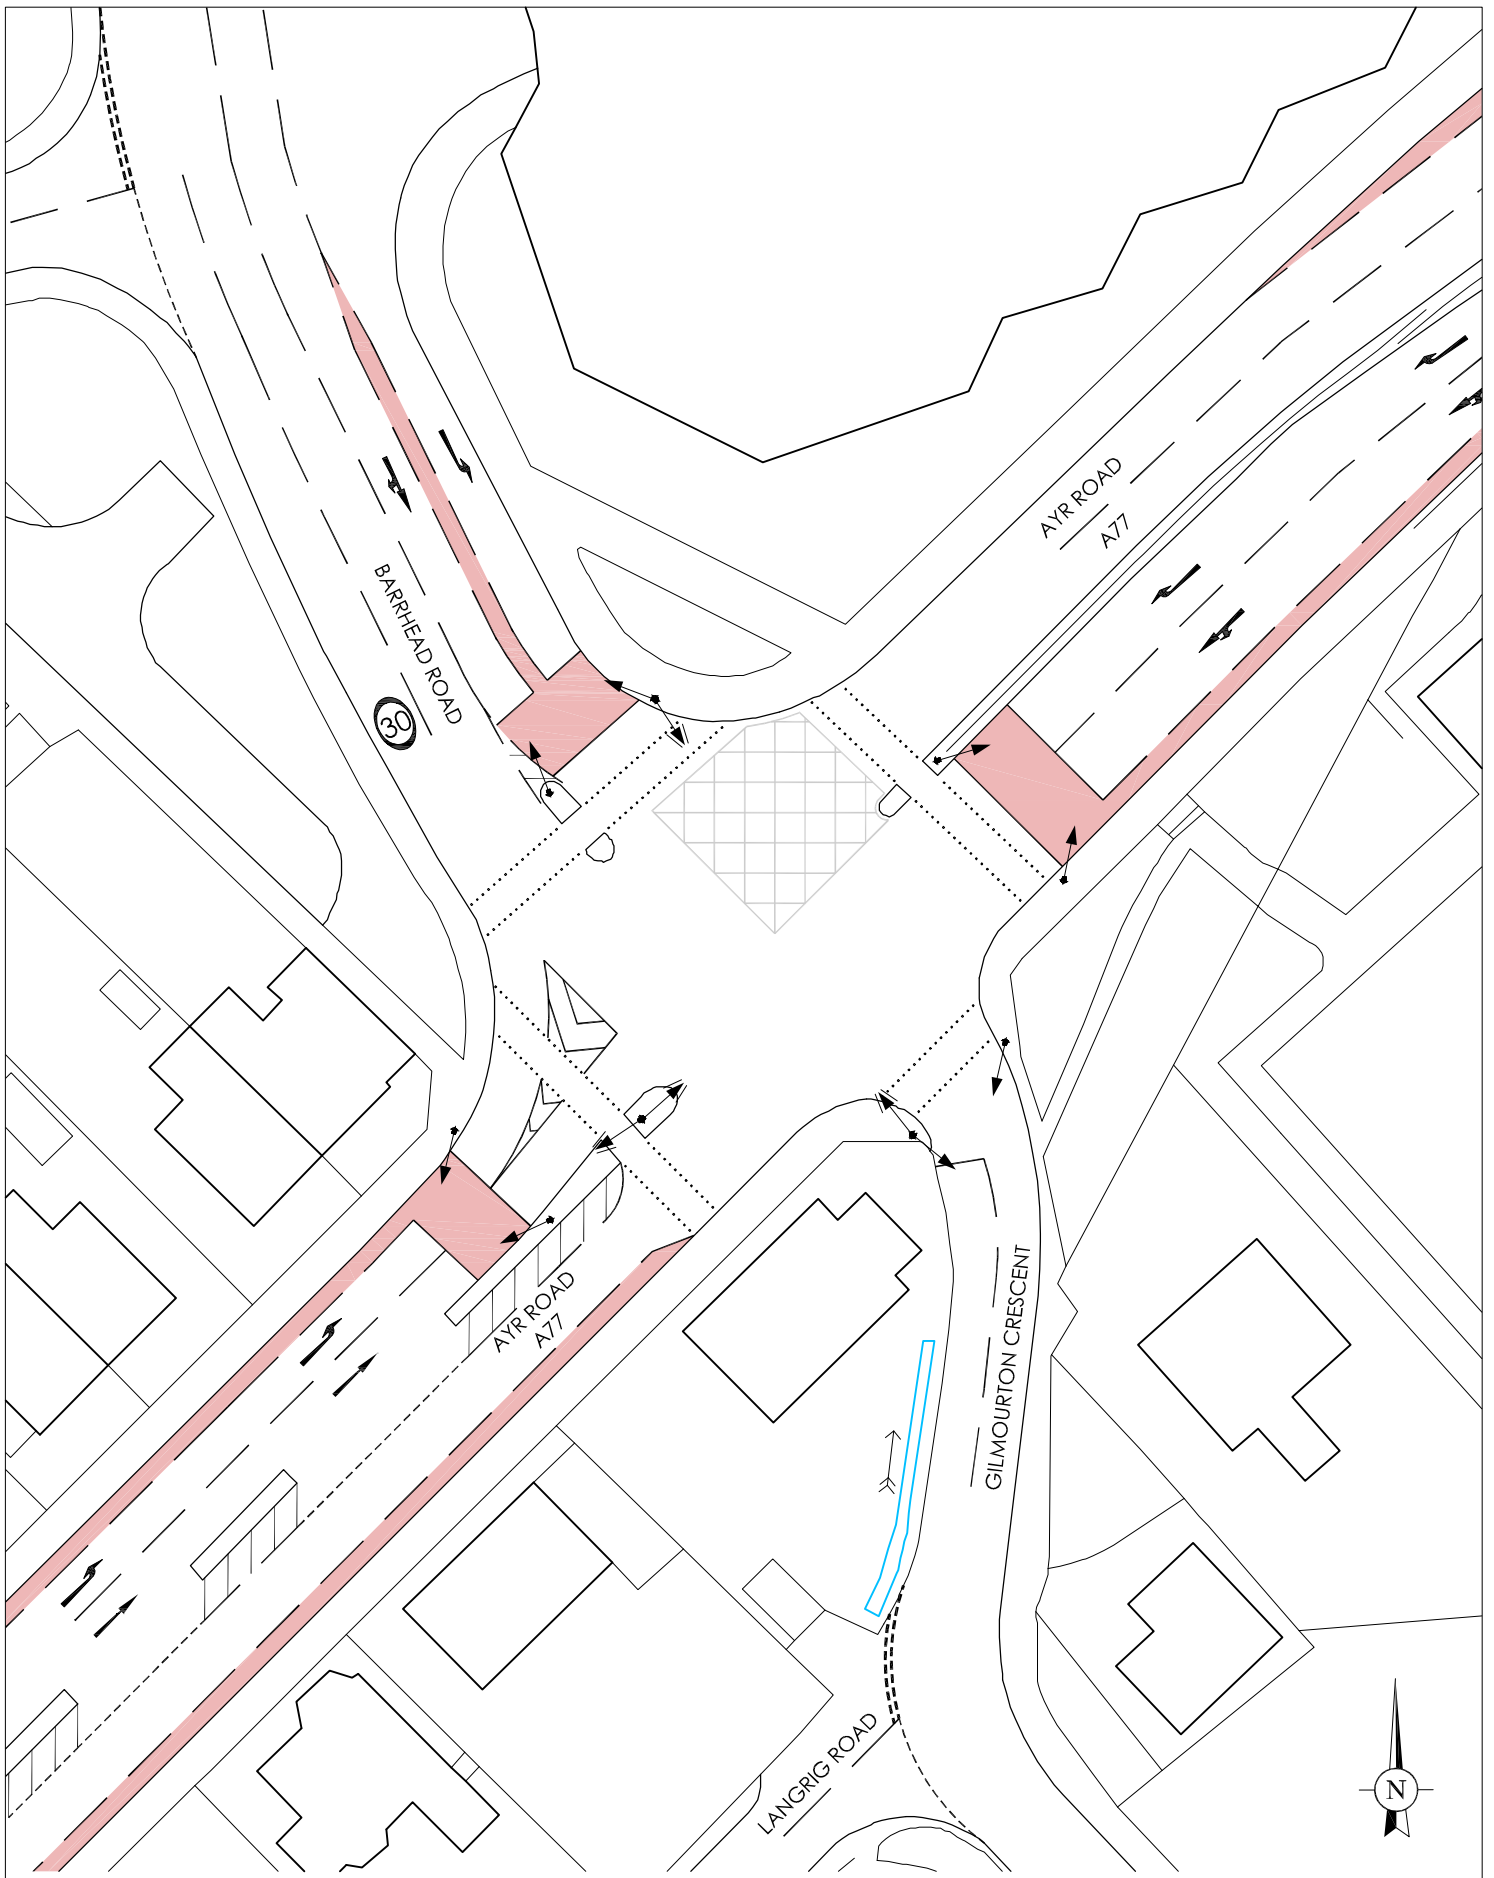 AYR ROAD
A77
BARRHEAD ROAD
30
AYR ROAD
A77
GILMOURTON CRESCENT
LANGRIG ROAD
N